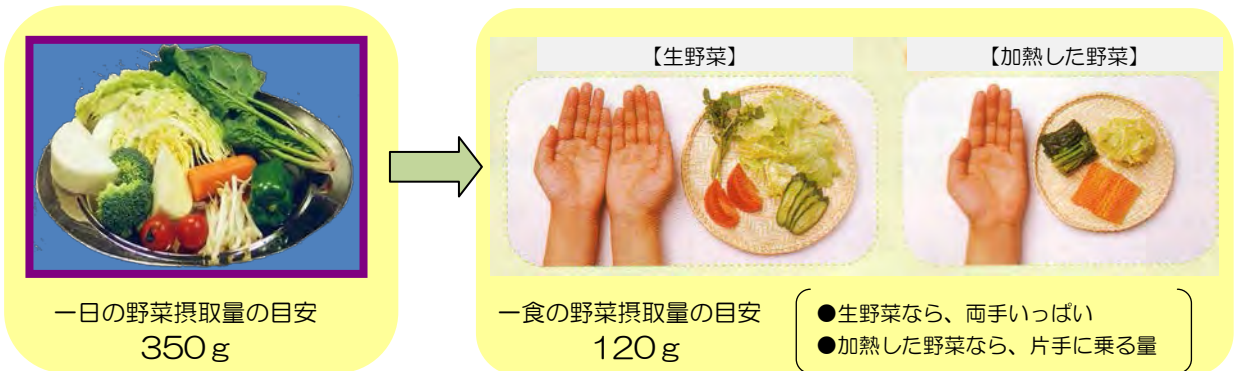 一日の野菜摂取量の目安
350g
【生野菜】
【加熱した野菜】
一食の野菜摂取量の目安
120g
●生野菜なら、両手いっぱい
●加熱した野菜なら、片手に乗る量